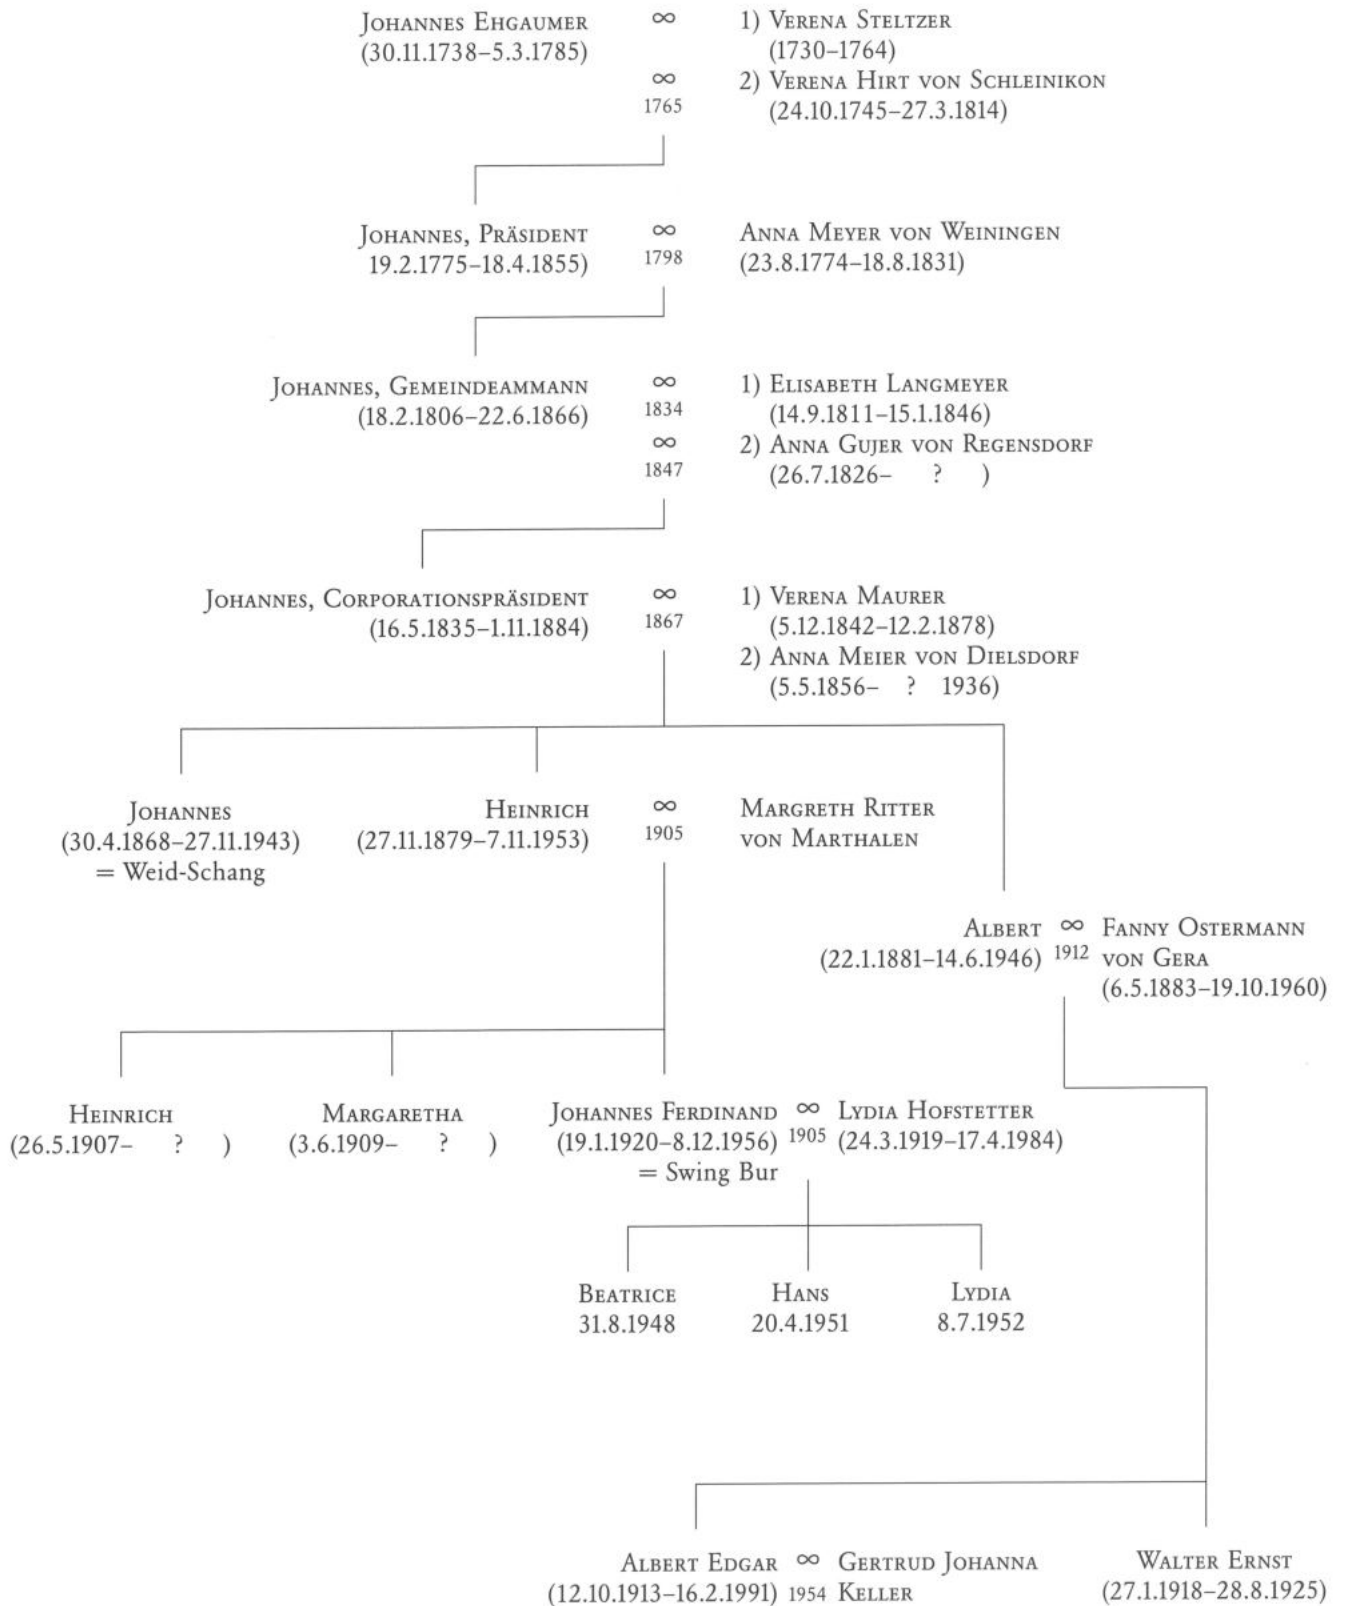 Johannes Ehgaumer ∞ 1) Verena Steltzer
(30.11.1738–5.3.1785) (1730–1764)
∞ 2) Verena Hirt von Schleinikon
1765 (24.10.1745–27.3.1814)
Johannes, Präsident ∞ Anna Meyer von Weiningen
19.2.1775–18.4.1855) 1798 (23.8.1774–18.8.1831)
Johannes, Gemeindeammann ∞ 1) Elisabeth Langmeyer
(18.2.1806–22.6.1866) 1834 (14.9.1811–15.1.1846)
∞ 2) Anna Gujer von Regensdorf
1847 (26.7.1826– ? )
Johannes, Corporationspräsident ∞ 1) Verena Maurer
(16.5.1835–1.11.1884) 1867 (5.12.1842–12.2.1878)
2) Anna Meier von Dielsdorf
(5.5.1856– ? 1936)
Johannes Heinrich ∞ Margreth Ritter
(30.4.1868–27.11.1943) (27.11.1879–7.11.1953) 1905 von Marthalen
= Weid-Schang
Albert ∞ Fanny Ostermann
(22.1.1881–14.6.1946) 1912 von Gera
(6.5.1883–19.10.1960)
Heinrich Margaretha Johannes Ferdinand ∞ Lydia Hofstetter
(26.5.1907– ? ) (3.6.1909– ? ) (19.1.1920–8.12.1956) 1905 (24.3.1919–17.4.1984)
= Swing Bur
Beatrice Hans Lydia
31.8.1948 20.4.1951 8.7.1952
Albert Edgar ∞ Gertrud Johanna Walter Ernst
(12.10.1913–16.2.1991) 1954 Keller (27.1.1918–28.8.1925)